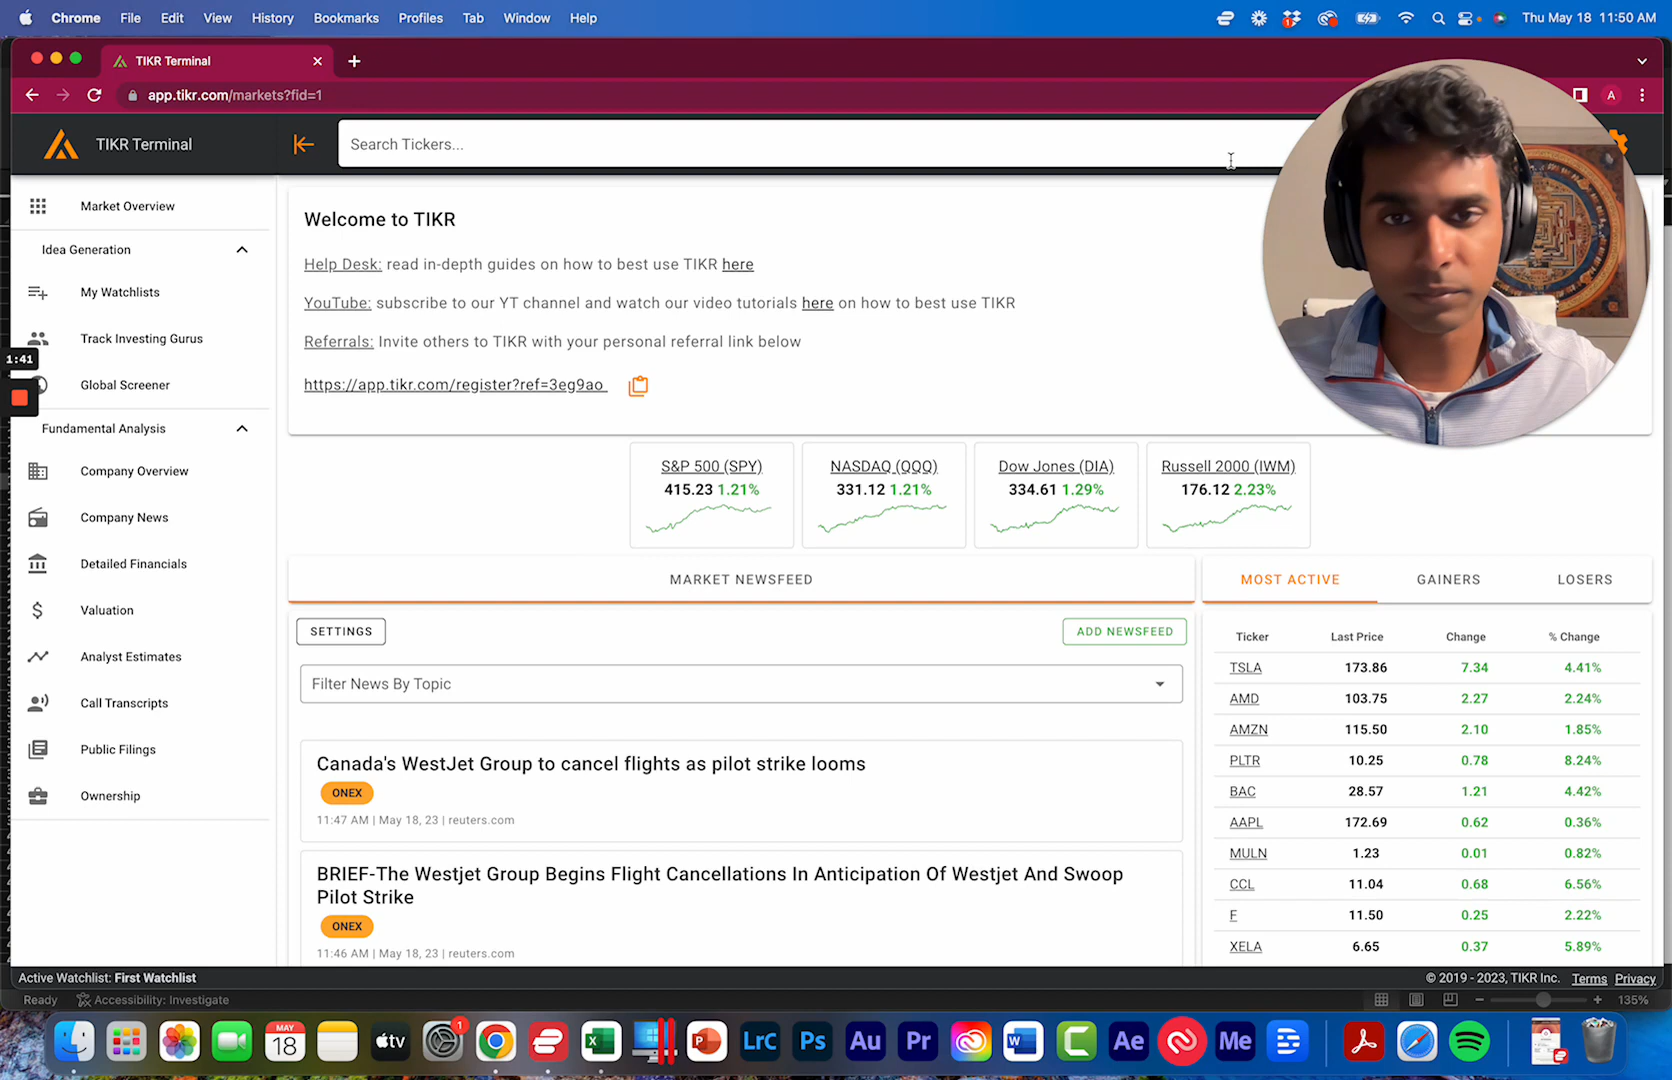 Chrome File Edit View History Bookmarks Profiles Tab Window Help
1
Thu May 18 11:50 AM
TIKR Terminal
app.tikr.com/markets?fid=1
A
TIKR Terminal
Search Tickers...
Market Overview
Idea Generation
My Watchlists
Track Investing Gurus
1:41
Global Screener
Fundamental Analysis
Company Overview
Company News
Detailed Financials
$ Valuation
Analyst Estimates
Call Transcripts
Public Filings
Ownership
Welcome to TIKR
Help Desk: read in-depth guides on how to best use TIKR here
YouTube: subscribe to our YT channel and watch our video tutorials here on how to best use TIKR
Referrals: Invite others to TIKR with your personal referral link below
https://app.tikr.com/register?ref=3eg9ao
S&P 500 (SPY)
415.23 1.21%
NASDAQ (QQQ)
331.12 1.21%
Dow Jones (DIA)
334.61 1.29%
Russell 2000 (IWM)
176.12 2.23%
MARKET NEWSFEED
SETTINGS
ADD NEWSFEED
Filter News By Topic
Canada's WestJet Group to cancel flights as pilot strike looms
ONEX
11:47 AM | May 18, 23 | reuters.com
BRIEF-The Westjet Group Begins Flight Cancellations In Anticipation Of Westjet And Swoop
Pilot Strike
ONEX
11:46 AM | May 18, 23 | reuters.com
MOST ACTIVE GAINERS LOSERS
Ticker Last Price Change % Change
TSLA 173.86 7.34 4.41%
AMD 103.75 2.27 2.24%
AMZN 115.50 2.10 1.85%
PLTR 10.25 0.78 8.24%
BAC 28.57 1.21 4.42%
AAPL 172.69 0.62 0.36%
MULN 1.23 0.01 0.82%
CCL 11.04 0.68 6.56%
F 11.50 0.25 2.22%
XELA 6.65 0.37 5.89%
Active Watchlist: First Watchlist
© 2019 - 2023, TIKR Inc. Terms Privacy
Ready Accessibility: Investigate
135%
MAY
18
tv
1
X
P
LrC
Ps
Au
Pr
W
C
Ae
Me